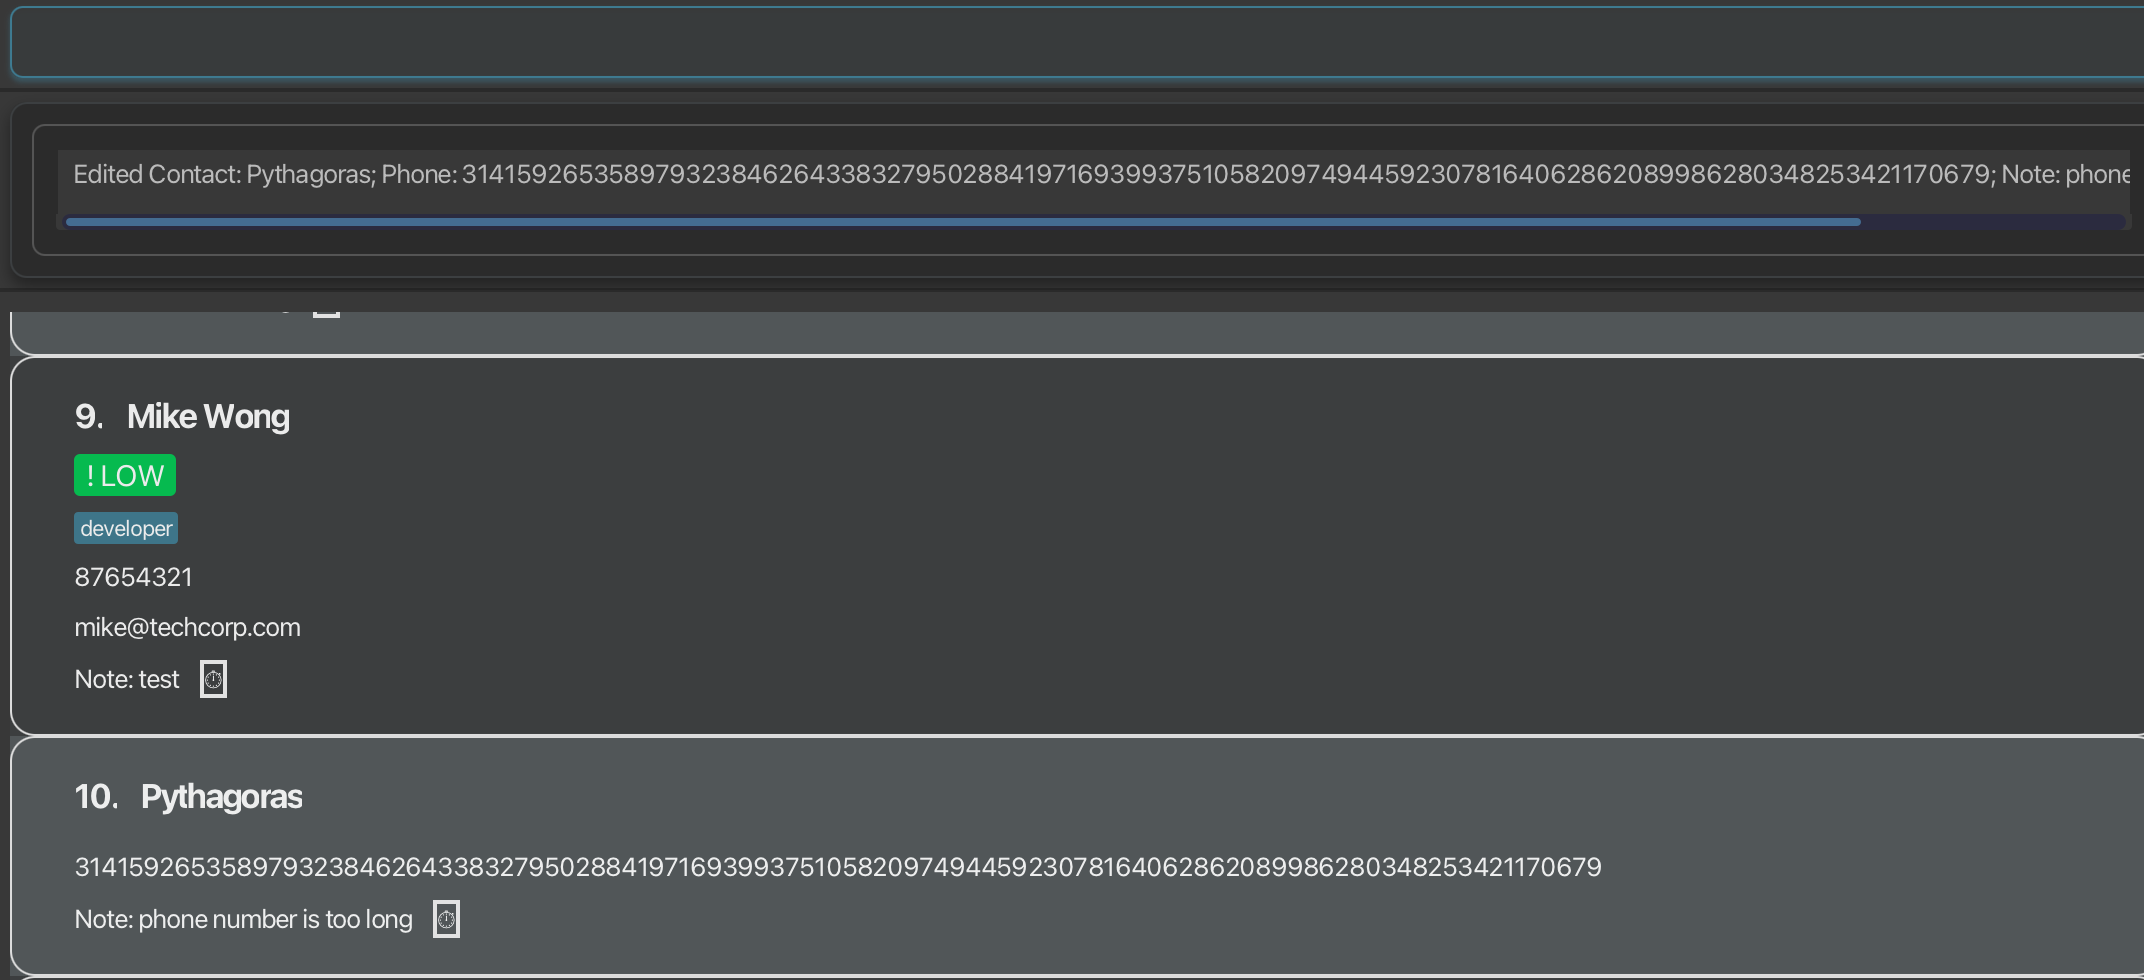 Edited Contact: Pythagoras; Phone: 31415926535897932384626433832795028841971693993751058209749445923078164062862089986280348253421170679; Note: phone
9. Mike Wong
! LOW
developer
87654321
mike@techcorp.com
Note: test
10. Pythagoras
31415926535897932384626433832795028841971693993751058209749445923078164062862089986280348253421170679
Note: phone number is too long